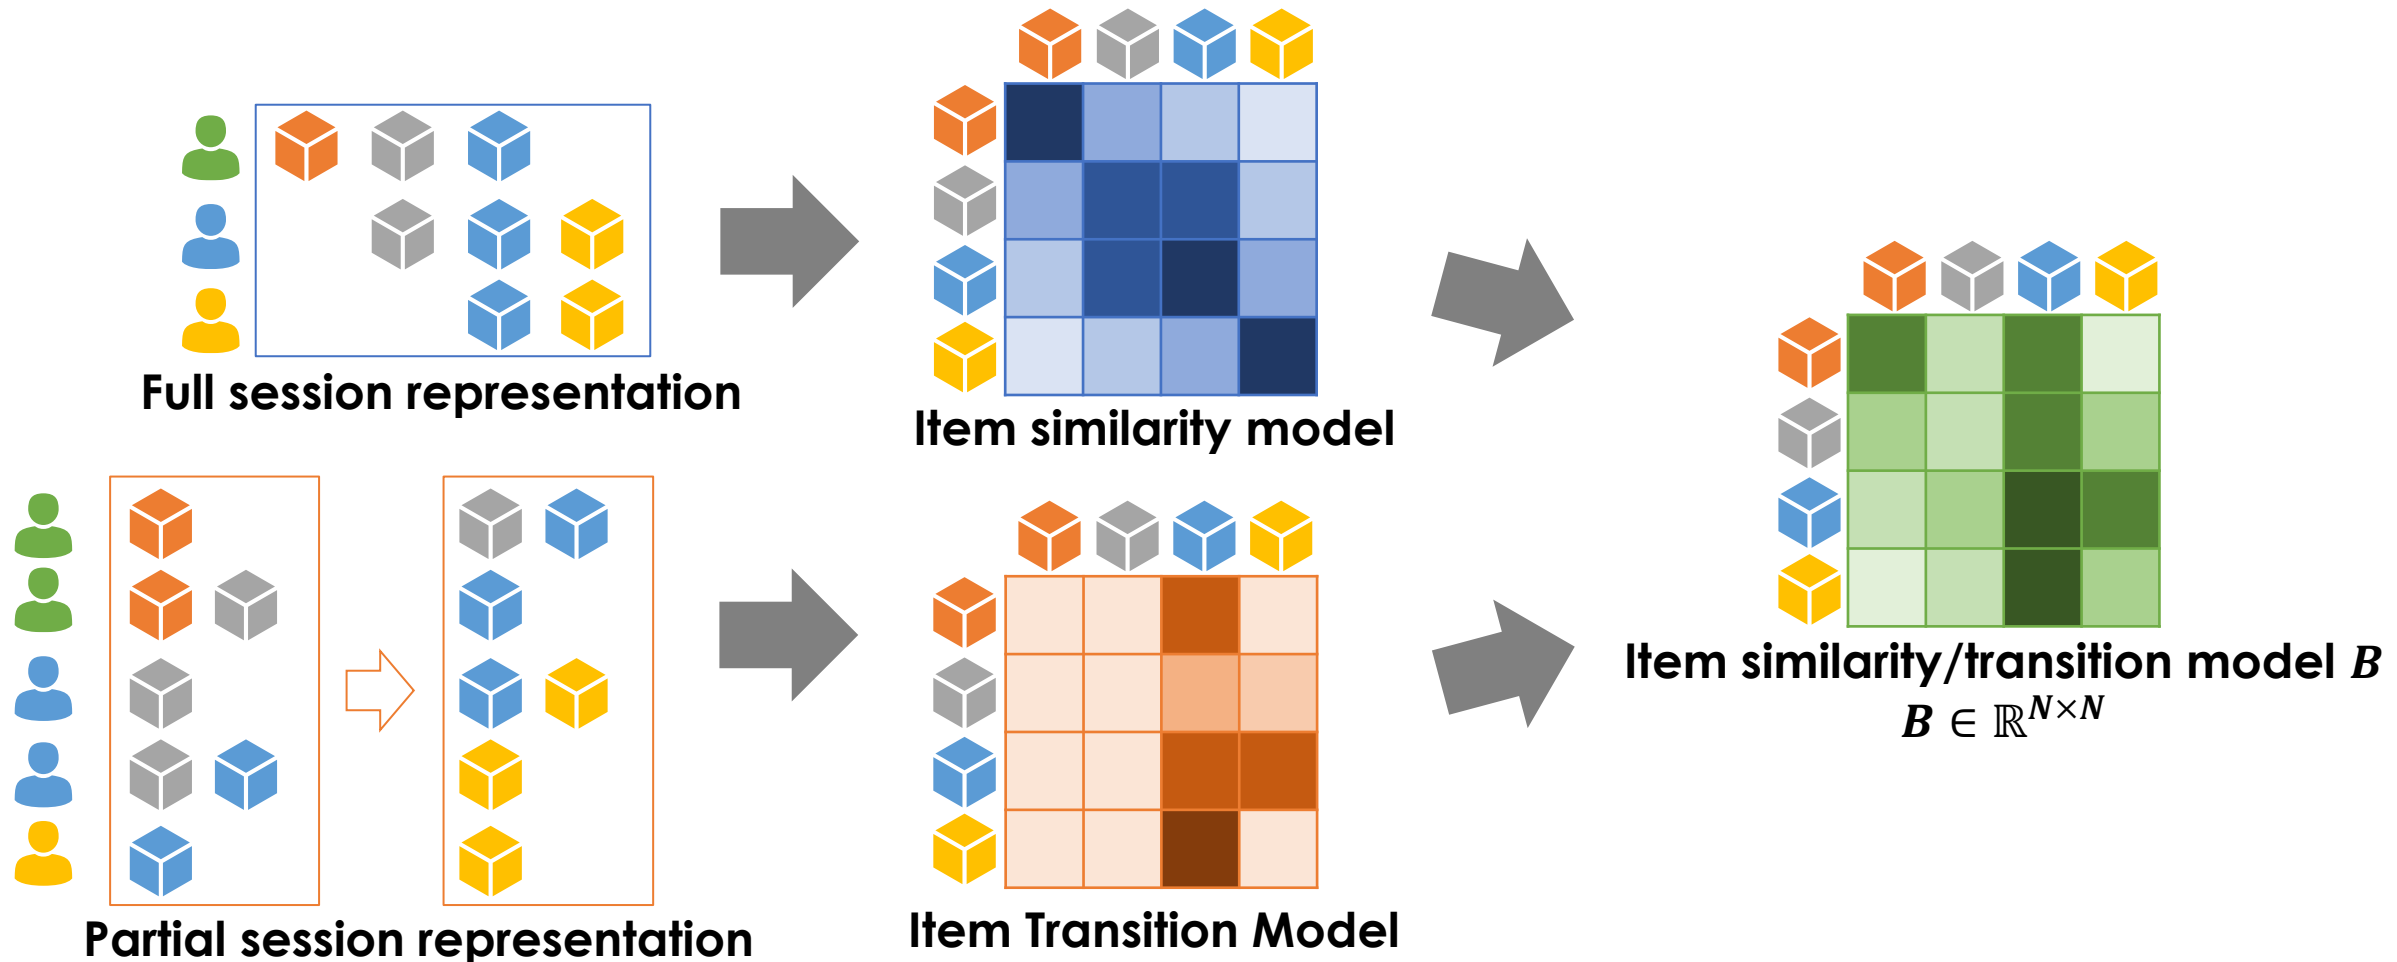 Full session representation
Item similarity model
Item similarity/transition model B
B ∈ ℝ^{N×N}
Partial session representation
Item Transition Model